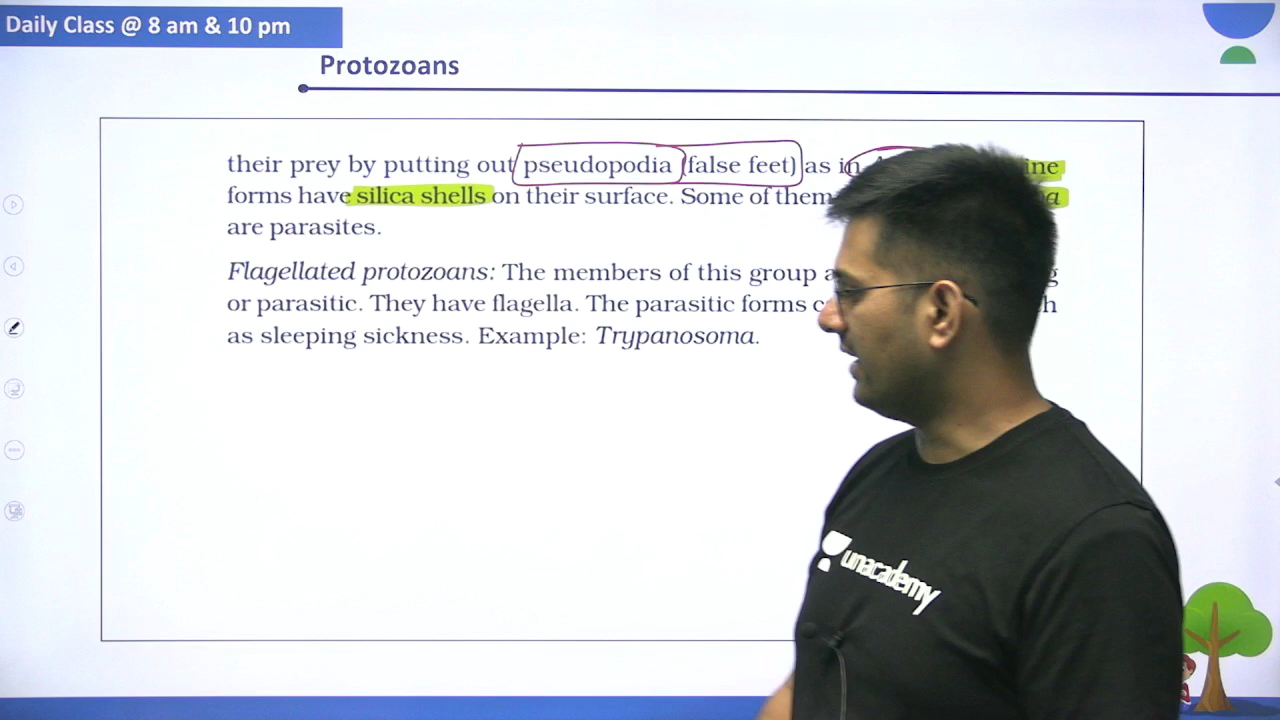 Daily Class @ 8 am & 10 pm
Protozoans
their prey by putting out pseudopodia (false feet) as in
forms have silica shells on their surface. Some of them
are parasites.
Flagellated protozoans: The members of this group
or parasitic. They have flagella. The parasitic forms
as sleeping sickness. Example: Trypanosoma.
unacademy